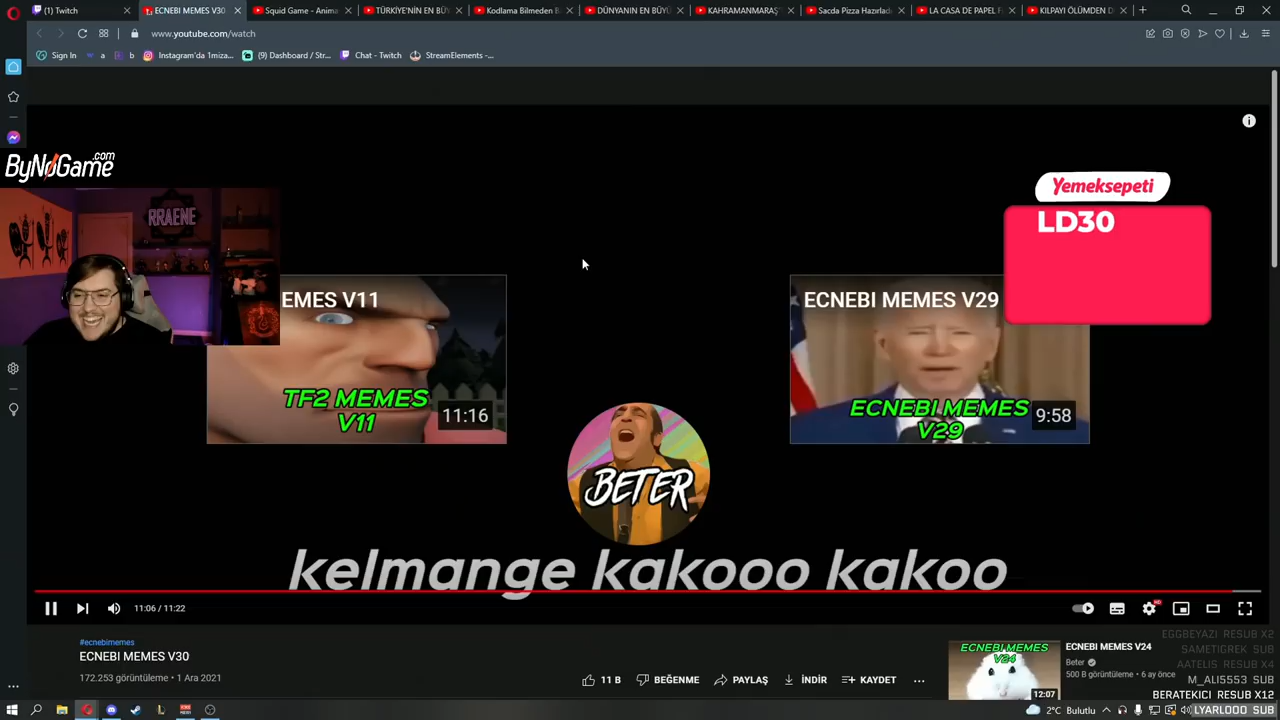 (1) Twitch
ECNEBİ MEMES V30
Squid Game - Anima
TÜRKİYE'NİN EN BÜY
Kodlama Bilmeden B
DÜNYANIN EN BÜYÜ
KAHRAMANMARAŞ'
Sacda Pizza Hazırlad
LA CASA DE PAPEL F
KILPAYI ÖLÜMDEN D
www.youtube.com/watch
Sign In
a
b
Instagram'da 1miza...
(9) Dashboard / Str...
Chat - Twitch
StreamElements -...
ByNoGame.com
RRAENE
Yemeksepeti
LD30
EMES V11
TF2 MEMES
V11
11:16
ECNEBI MEMES V29
ECNEBI MEMES
V29
9:58
BETER
kelmange kakooo kakoo
11:06 / 11:22
HD
#ecnebimemes
ECNEBI MEMES V30
172.253 görüntüleme • 1 Ara 2021
11 B
BEĞENME
PAYLAŞ
İNDİR
KAYDET
ECNEBI MEMES
V24
12:07
ECNEBI MEMES V24
Beter
500 B görüntüleme • 6 ay önce
EGGBEYAZI RESUB X2
SAMETIGREK SUB
AATELIS RESUB X4
M_ALI5553 SUB
BERATEKICI RESUB X12
LYARLOOO SUB
2°C Bulutlu